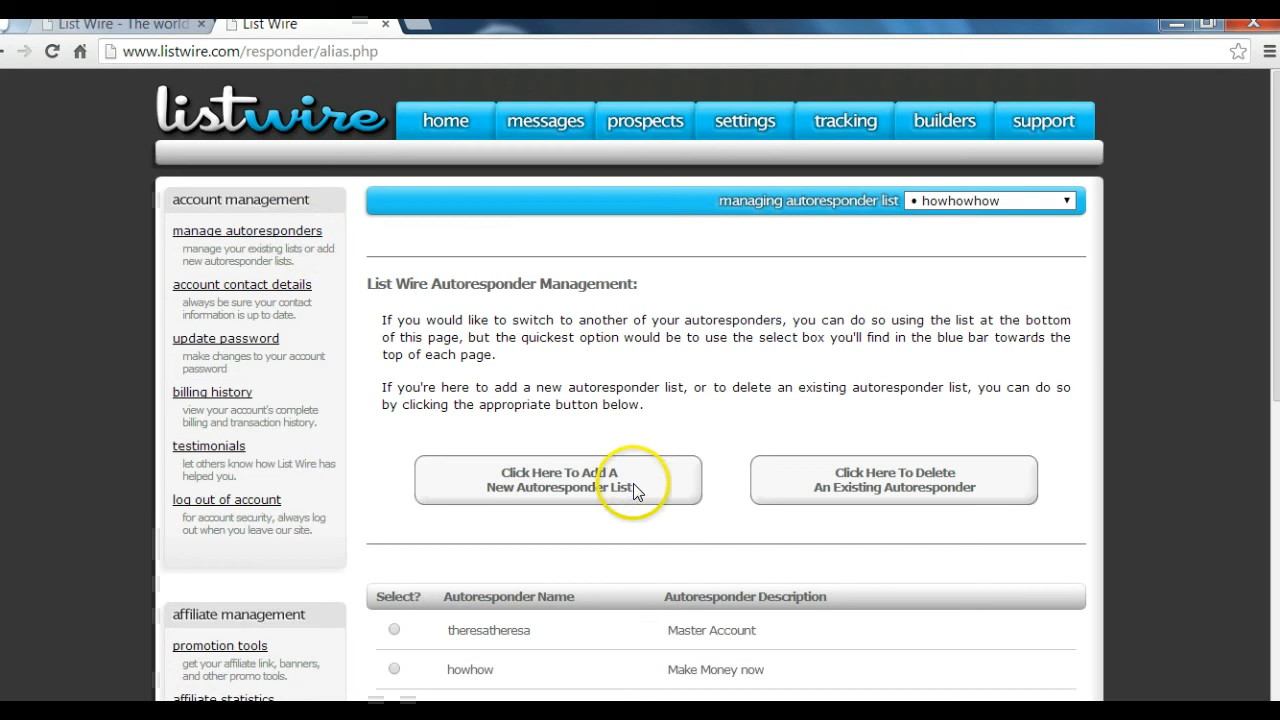 List Wire - The world
List Wire
www.listwire.com/responder/alias.php
listwire
home
messages
prospects
settings
tracking
builders
support
managing autoresponder list
• howhowhow
account management
manage autoresponders
manage your existing lists or add
new autoresponder lists.
account contact details
always be sure your contact
information is up to date.
update password
make changes to your account
password
billing history
view your account's complete
billing and transaction history.
testimonials
let others know how List Wire has
helped you.
log out of account
for account security, always log
out when you leave our site.
affiliate management
promotion tools
get your affiliate link, banners,
and other promo tools.
affiliate statistics
List Wire Autoresponder Management:
If you would like to switch to another of your autoresponders, you can do so using the list at the bottom
of this page, but the quickest option would be to use the select box you'll find in the blue bar towards the
top of each page.
If you're here to add a new autoresponder list, or to delete an existing autoresponder list, you can do so
by clicking the appropriate button below.
Click Here To Add A
New Autoresponder List
Click Here To Delete
An Existing Autoresponder
Select? Autoresponder Name Autoresponder Description
theresatheresa Master Account
howhow Make Money now